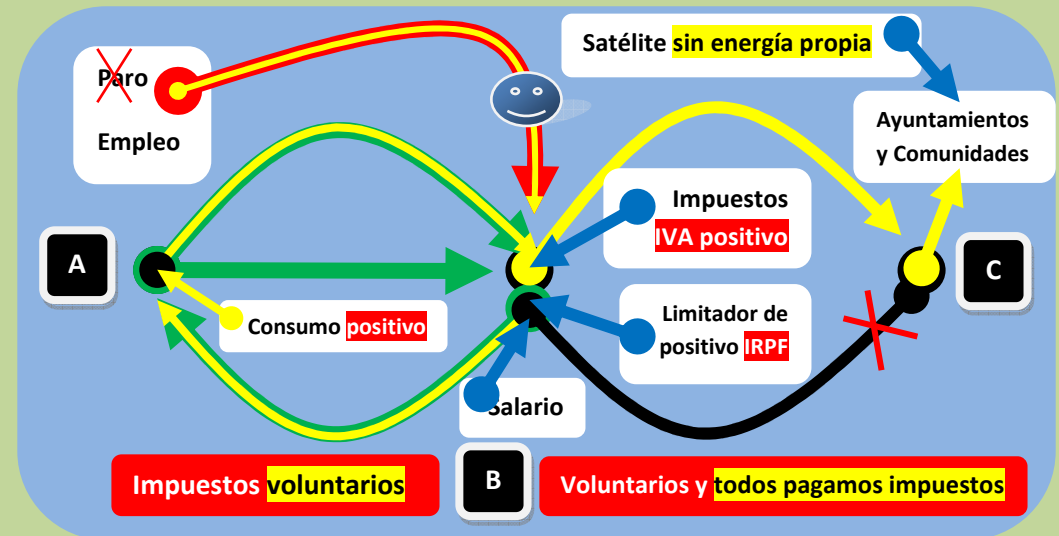 Satélite sin energía propia
Paro
Empleo
Ayuntamientos
y Comunidades
Impuestos
IVA positivo
A
C
Consumo positivo
Limitador de
positivo IRPF
Salario
Impuestos voluntarios
B
Voluntarios y todos pagamos impuestos